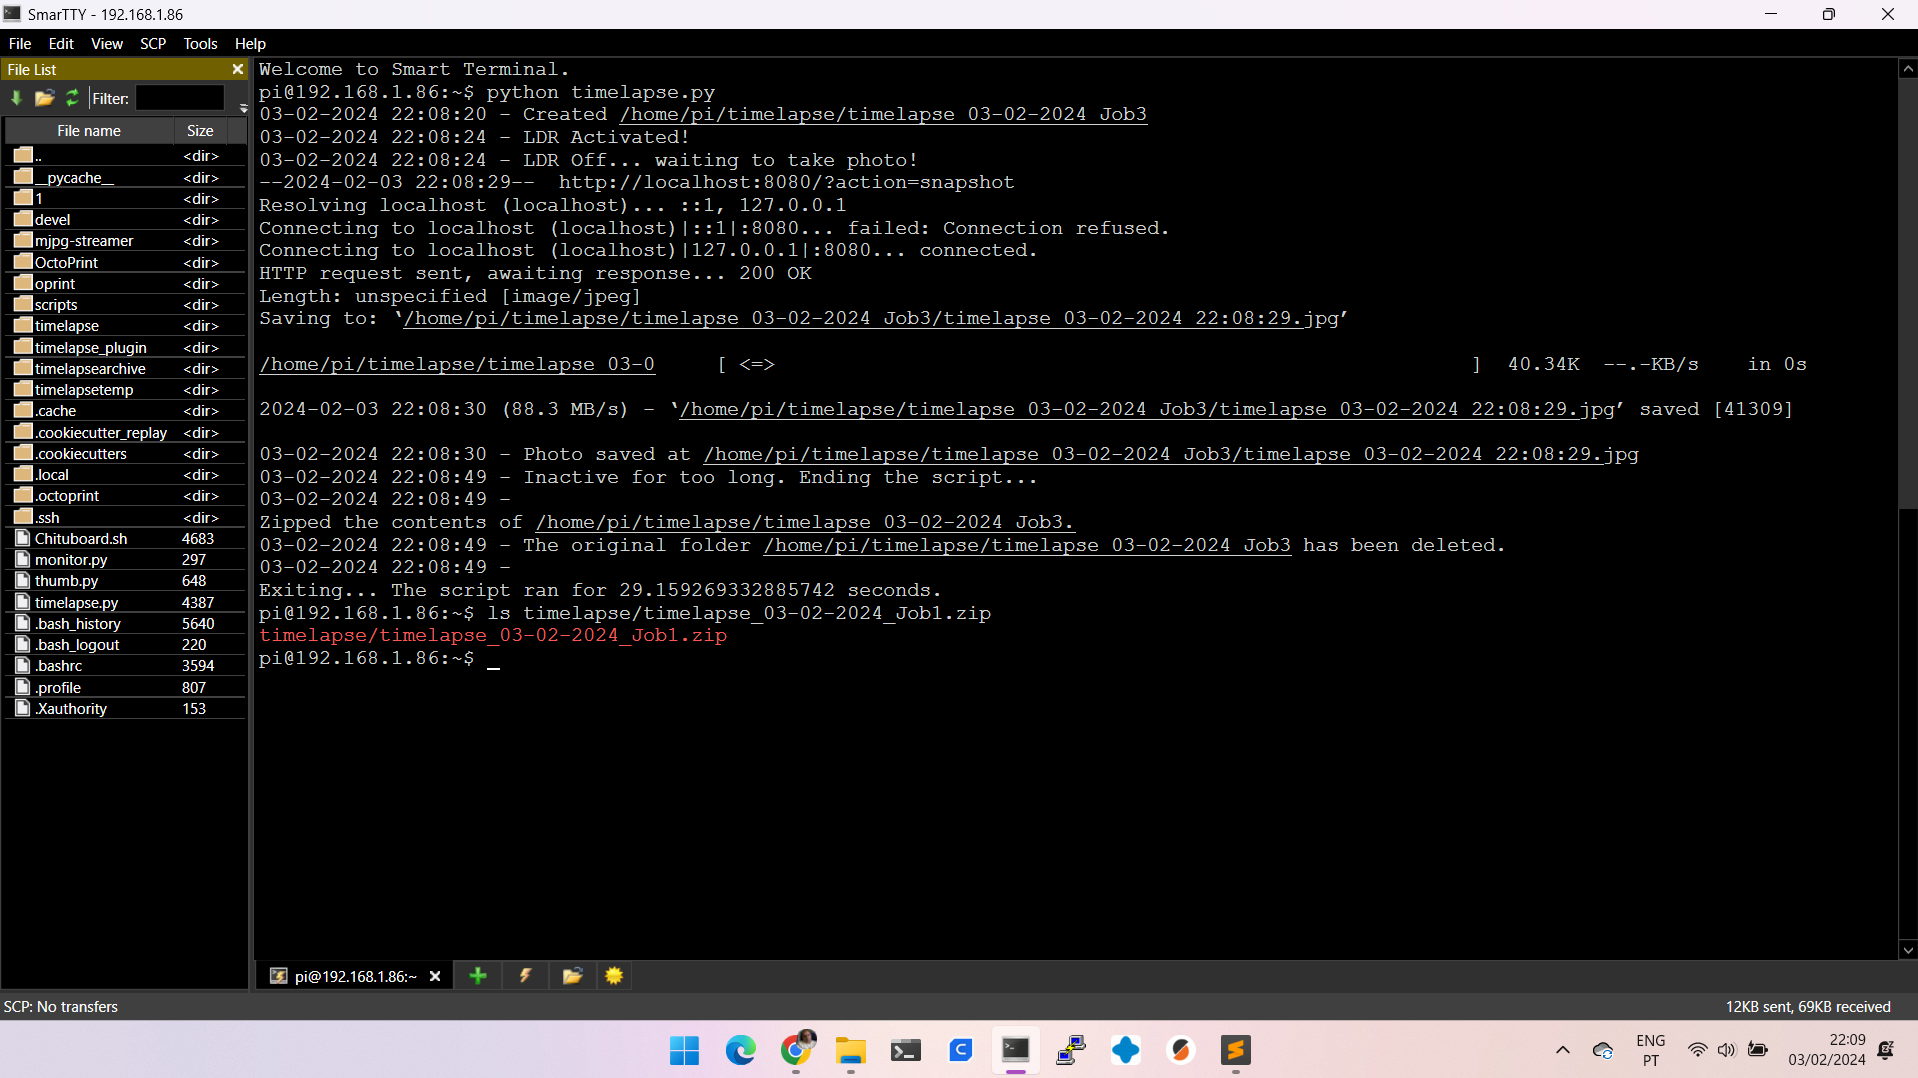 SmarTTY - 192.168.1.86
File Edit View SCP Tools Help
File List
Filter:
File name Size
.. <dir>
__pycache__ <dir>
1 <dir>
devel <dir>
mjpg-streamer <dir>
OctoPrint <dir>
oprint <dir>
scripts <dir>
timelapse <dir>
timelapse_plugin <dir>
timelapsearchive <dir>
timelapsetemp <dir>
.cache <dir>
.cookiecutter_replay <dir>
.cookiecutters <dir>
.local <dir>
.octoprint <dir>
.ssh <dir>
Chituboard.sh 4683
monitor.py 297
thumb.py 648
timelapse.py 4387
.bash_history 5640
.bash_logout 220
.bashrc 3594
.profile 807
.Xauthority 153
Welcome to Smart Terminal.
pi@192.168.1.86:~$ python timelapse.py
03-02-2024 22:08:20 - Created /home/pi/timelapse/timelapse_03-02-2024_Job3
03-02-2024 22:08:24 - LDR Activated!
03-02-2024 22:08:24 - LDR Off... waiting to take photo!
--2024-02-03 22:08:29--  http://localhost:8080/?action=snapshot
Resolving localhost (localhost)... ::1, 127.0.0.1
Connecting to localhost (localhost)|::1|:8080... failed: Connection refused.
Connecting to localhost (localhost)|127.0.0.1|:8080... connected.
HTTP request sent, awaiting response... 200 OK
Length: unspecified [image/jpeg]
Saving to: ‘/home/pi/timelapse/timelapse_03-02-2024_Job3/timelapse_03-02-2024_22:08:29.jpg’
/home/pi/timelapse/timelapse_03-0     [ <=>                                                          ]  40.34K  --.-KB/s    in 0s
2024-02-03 22:08:30 (88.3 MB/s) - ‘/home/pi/timelapse/timelapse_03-02-2024_Job3/timelapse_03-02-2024_22:08:29.jpg’ saved [41309]
03-02-2024 22:08:30 - Photo saved at /home/pi/timelapse/timelapse_03-02-2024_Job3/timelapse_03-02-2024_22:08:29.jpg
03-02-2024 22:08:49 - Inactive for too long. Ending the script...
03-02-2024 22:08:49 -
Zipped the contents of /home/pi/timelapse/timelapse_03-02-2024_Job3.
03-02-2024 22:08:49 - The original folder /home/pi/timelapse/timelapse_03-02-2024_Job3 has been deleted.
03-02-2024 22:08:49 -
Exiting... The script ran for 29.159269332885742 seconds.
pi@192.168.1.86:~$ ls timelapse/timelapse_03-02-2024_Job1.zip
timelapse/timelapse_03-02-2024_Job1.zip
pi@192.168.1.86:~$ _
pi@192.168.1.86:~
SCP: No transfers
12KB sent, 69KB received
ENG
PT
22:09
03/02/2024